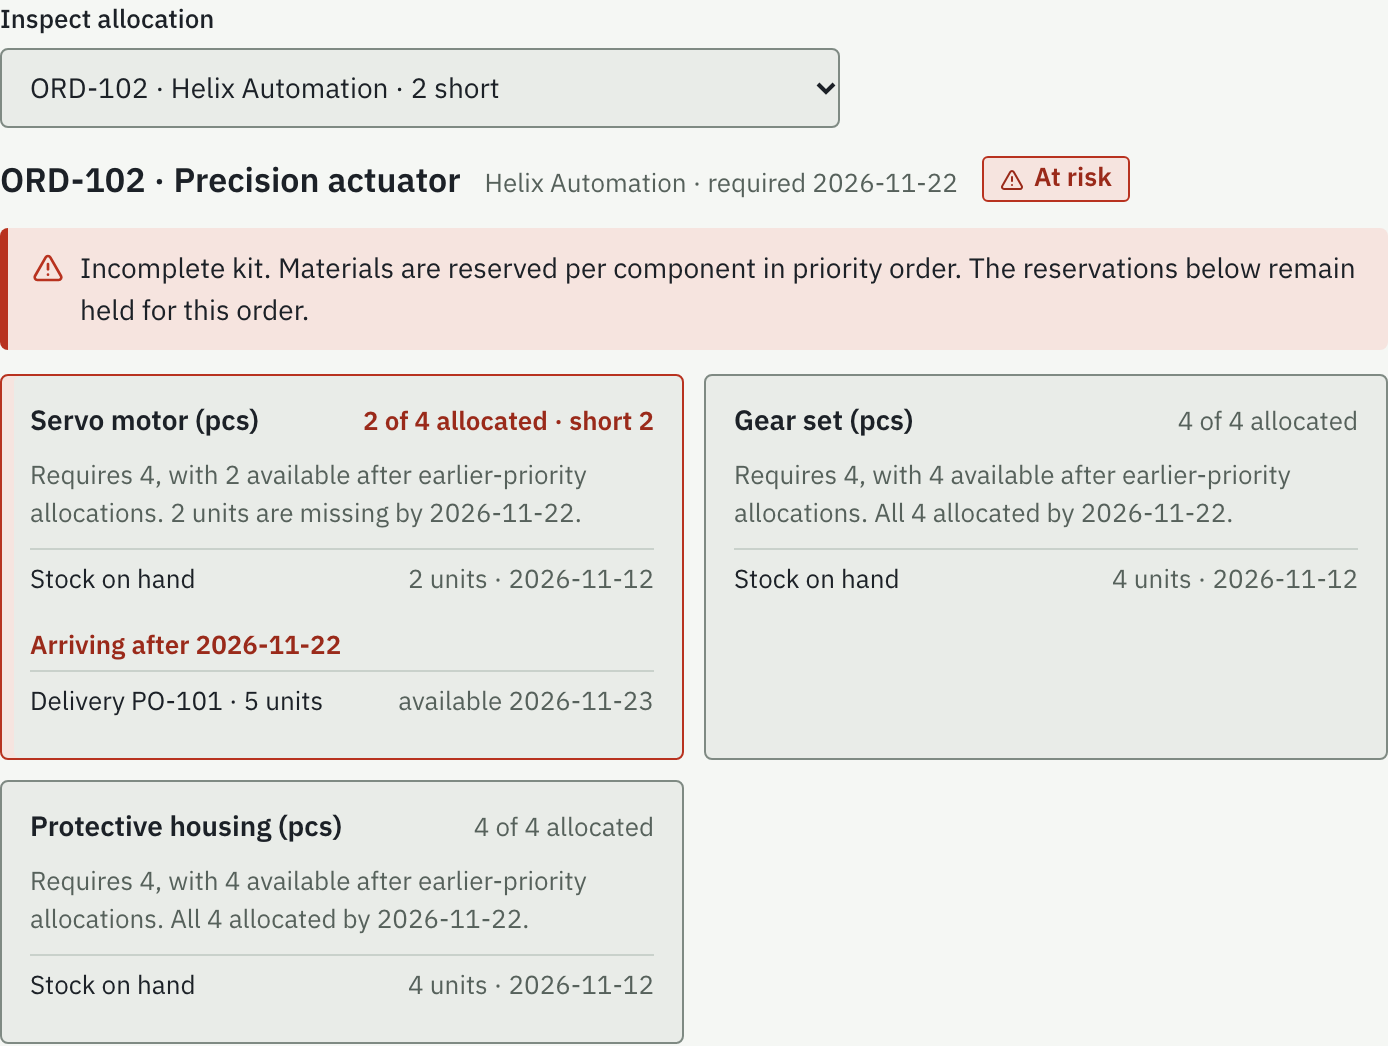 Inspect allocation
ORD-102 · Helix Automation · 2 short
ORD-102 · Precision actuator Helix Automation · required 2026-11-22 At risk
Incomplete kit. Materials are reserved per component in priority order. The reservations below remain
held for this order.
Servo motor (pcs) 2 of 4 allocated · short 2
Requires 4, with 2 available after earlier-priority
allocations. 2 units are missing by 2026-11-22.
Stock on hand 2 units · 2026-11-12
Arriving after 2026-11-22
Delivery PO-101 · 5 units available 2026-11-23
Gear set (pcs) 4 of 4 allocated
Requires 4, with 4 available after earlier-priority
allocations. All 4 allocated by 2026-11-22.
Stock on hand 4 units · 2026-11-12
Protective housing (pcs) 4 of 4 allocated
Requires 4, with 4 available after earlier-priority
allocations. All 4 allocated by 2026-11-22.
Stock on hand 4 units · 2026-11-12